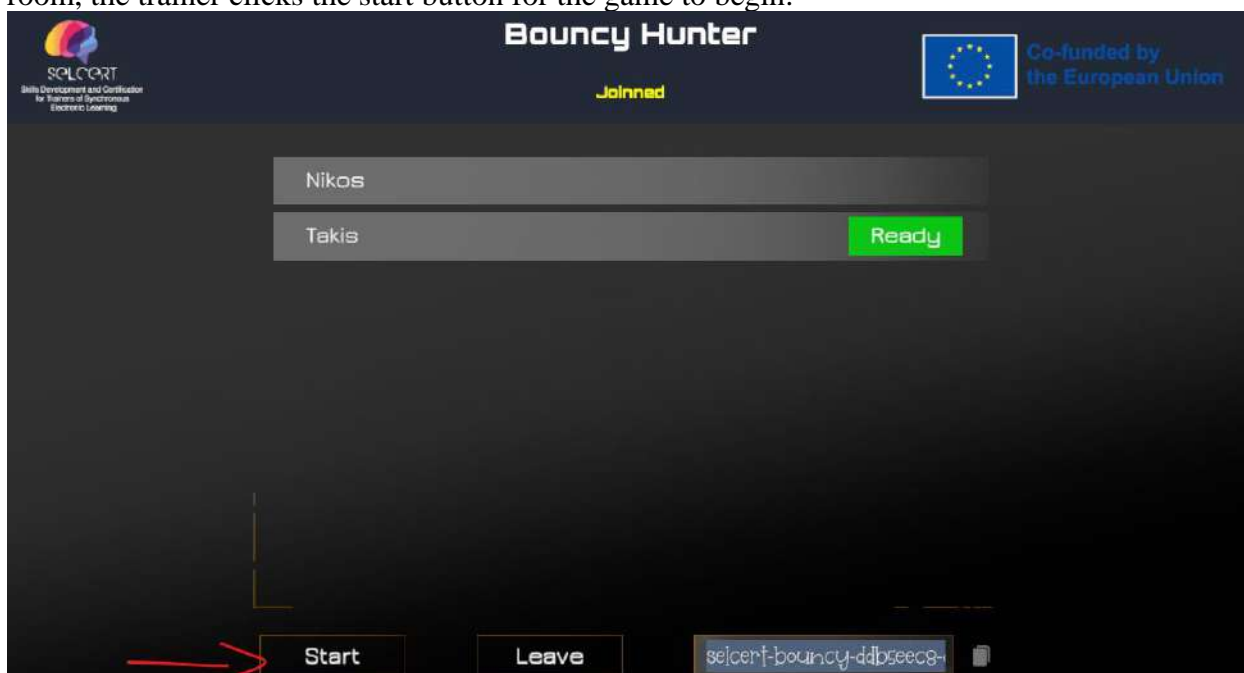 room, the trainer clicks the start button for the game to begin.
Bouncy Hunter
SELCERT
Skills Development and Certification
for Trainers of Synchronous
Electronic Learning
Joinned
Co-funded by
the European Union
Nikos
Takis
Ready
Start
Leave
selcert-bouncy-ddb5eec8-